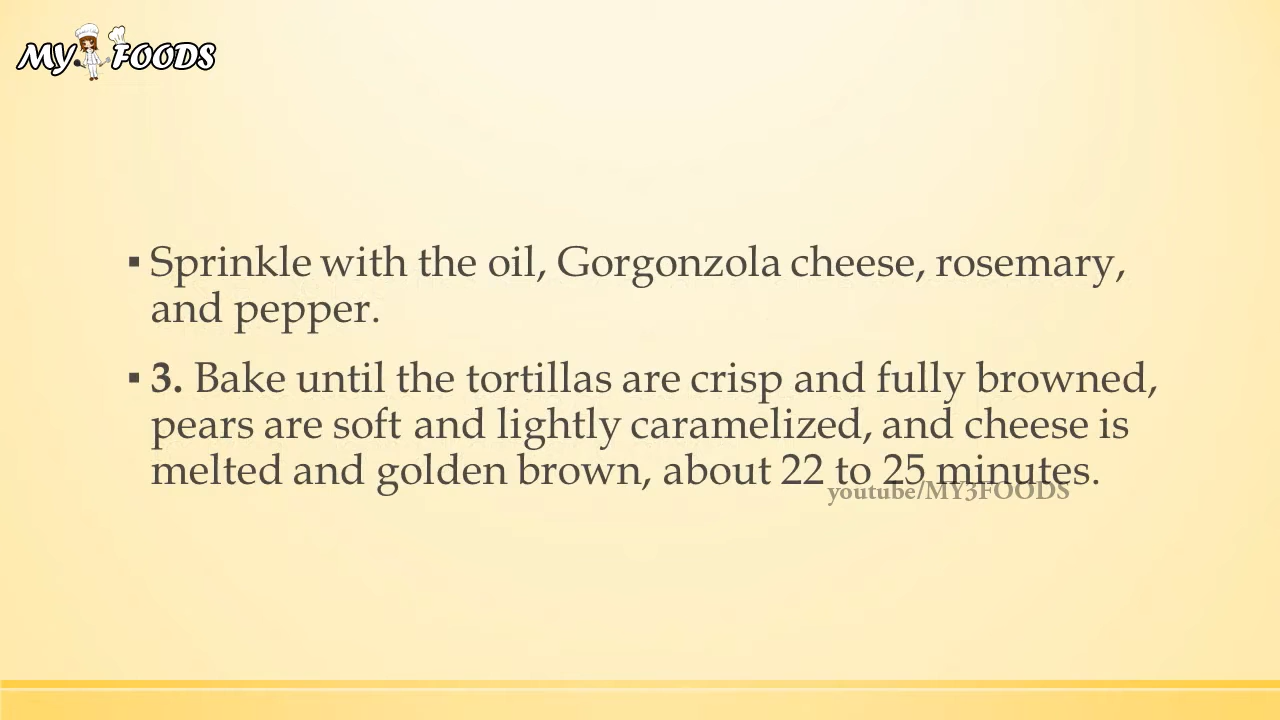 MY FOODS
▪ Sprinkle with the oil, Gorgonzola cheese, rosemary,
and pepper.
▪ 3. Bake until the tortillas are crisp and fully browned,
pears are soft and lightly caramelized, and cheese is
melted and golden brown, about 22 to 25 minutes.
youtube/MY3FOODS